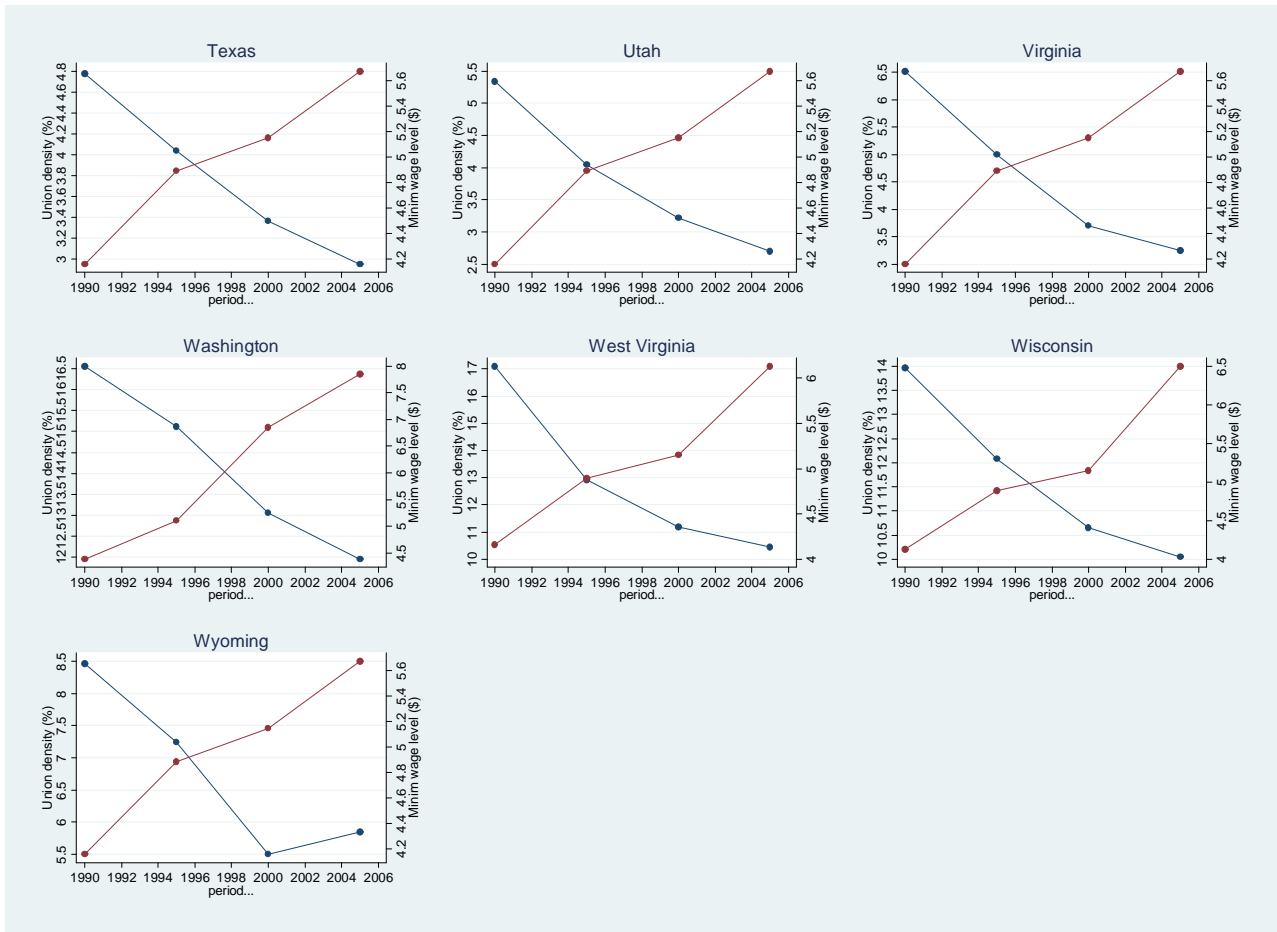 Texas
Union density (%)
3 3.2 3.4 3.6 3.8 4 4.2 4.4 4.6 4.8
4.2 4.4 4.6 4.8 5 5.2 5.4 5.6
Minim wage level ($)
1990 1992 1994 1996 1998 2000 2002 2004 2006
period...
Utah
Union density (%)
2.5 3 3.5 4 4.5 5 5.5
4.2 4.4 4.6 4.8 5 5.2 5.4 5.6
Minim wage level ($)
1990 1992 1994 1996 1998 2000 2002 2004 2006
period...
Virginia
Union density (%)
3 3.5 4 4.5 5 5.5 6 6.5
4.2 4.4 4.6 4.8 5 5.2 5.4 5.6
Minim wage level ($)
1990 1992 1994 1996 1998 2000 2002 2004 2006
period...
Washington
Union density (%)
12 12.5 13 13.5 14 14.5 15 15.5 16 16.5
4.5 5 5.5 6 6.5 7 7.5 8
Minim wage level ($)
1990 1992 1994 1996 1998 2000 2002 2004 2006
period...
West Virginia
Union density (%)
10 11 12 13 14 15 16 17
4 4.5 5 5.5 6
Minim wage level ($)
1990 1992 1994 1996 1998 2000 2002 2004 2006
period...
Wisconsin
Union density (%)
10 10.5 11 11.5 12 12.5 13 13.5 14
4 4.5 5 5.5 6 6.5
Minim wage level ($)
1990 1992 1994 1996 1998 2000 2002 2004 2006
period...
Wyoming
Union density (%)
5.5 6 6.5 7 7.5 8 8.5
4.2 4.4 4.6 4.8 5 5.2 5.4 5.6
Minim wage level ($)
1990 1992 1994 1996 1998 2000 2002 2004 2006
period...